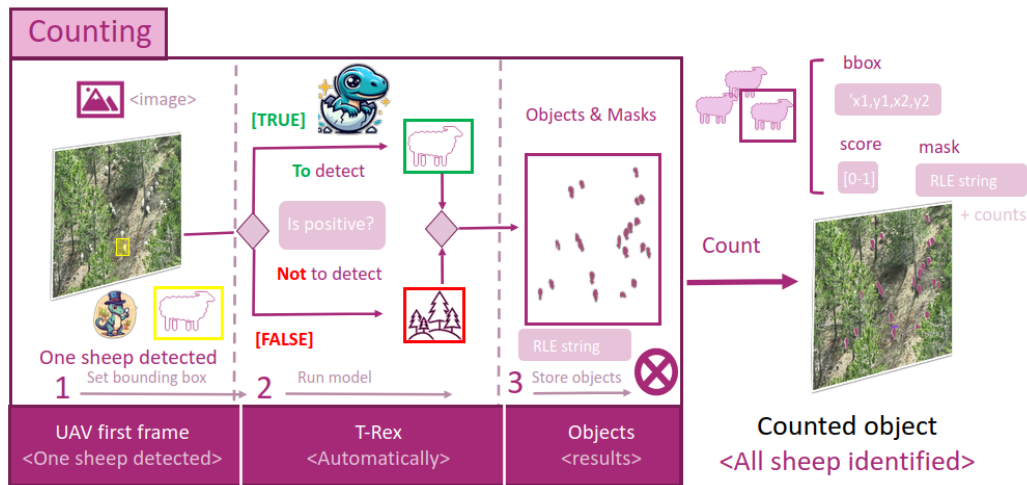 Counting
<image>
[TRUE]
To detect
Is positive?
Not to detect
[FALSE]
One sheep detected
1 Set bounding box
2 Run model
Objects & Masks
RLE string
3 Store objects
UAV first frame
<One sheep detected>
T-Rex
<Automatically>
Objects
<results>
Count
bbox
'x1,y1,x2,y2
score
[0-1]
mask
RLE string
+ counts
Counted object
<All sheep identified>